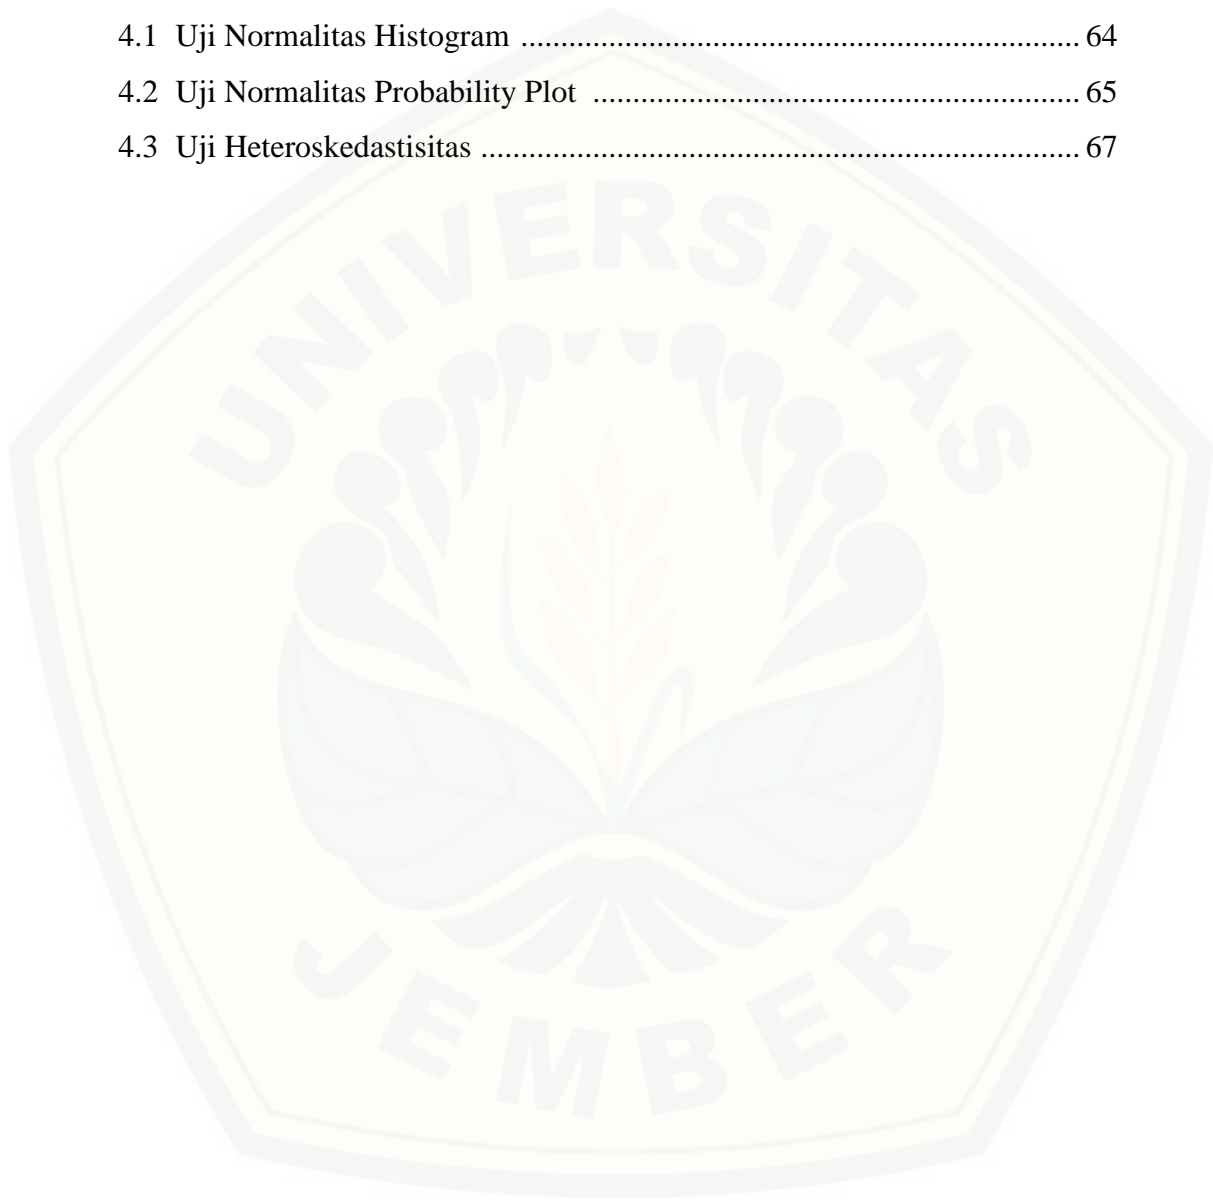 4.1 Uji Normalitas Histogram ...................................................................... 64
4.2 Uji Normalitas Probability Plot ............................................................. 65
4.3 Uji Heteroskedastisitas ........................................................................... 67
UNIVERSITAS
JEMBER